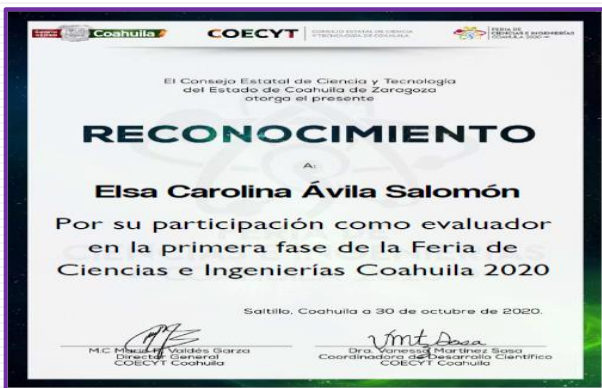 Coahuila
COECYT
CONSEJO ESTATAL DE CIENCIA
Y TECNOLOGÍA DE COAHUILA
FERIA DE
CIENCIAS E INGENIERÍAS
COAHUILA 2020
El Consejo Estatal de Ciencia y Tecnología
del Estado de Coahuila de Zaragoza
otorga el presente
RECONOCIMIENTO
A:
Elsa Carolina Ávila Salomón
Por su participación como evaluador
en la primera fase de la Feria de
Ciencias e Ingenierías Coahuila 2020
Saltillo, Coahuila a 30 de octubre de 2020.
M.C Mario H. Valdés Garza
Director General
COECYT Coahuila
Dra. Vanessa Martínez Sosa
Coordinadora de Desarrollo Científico
COECYT Coahuila